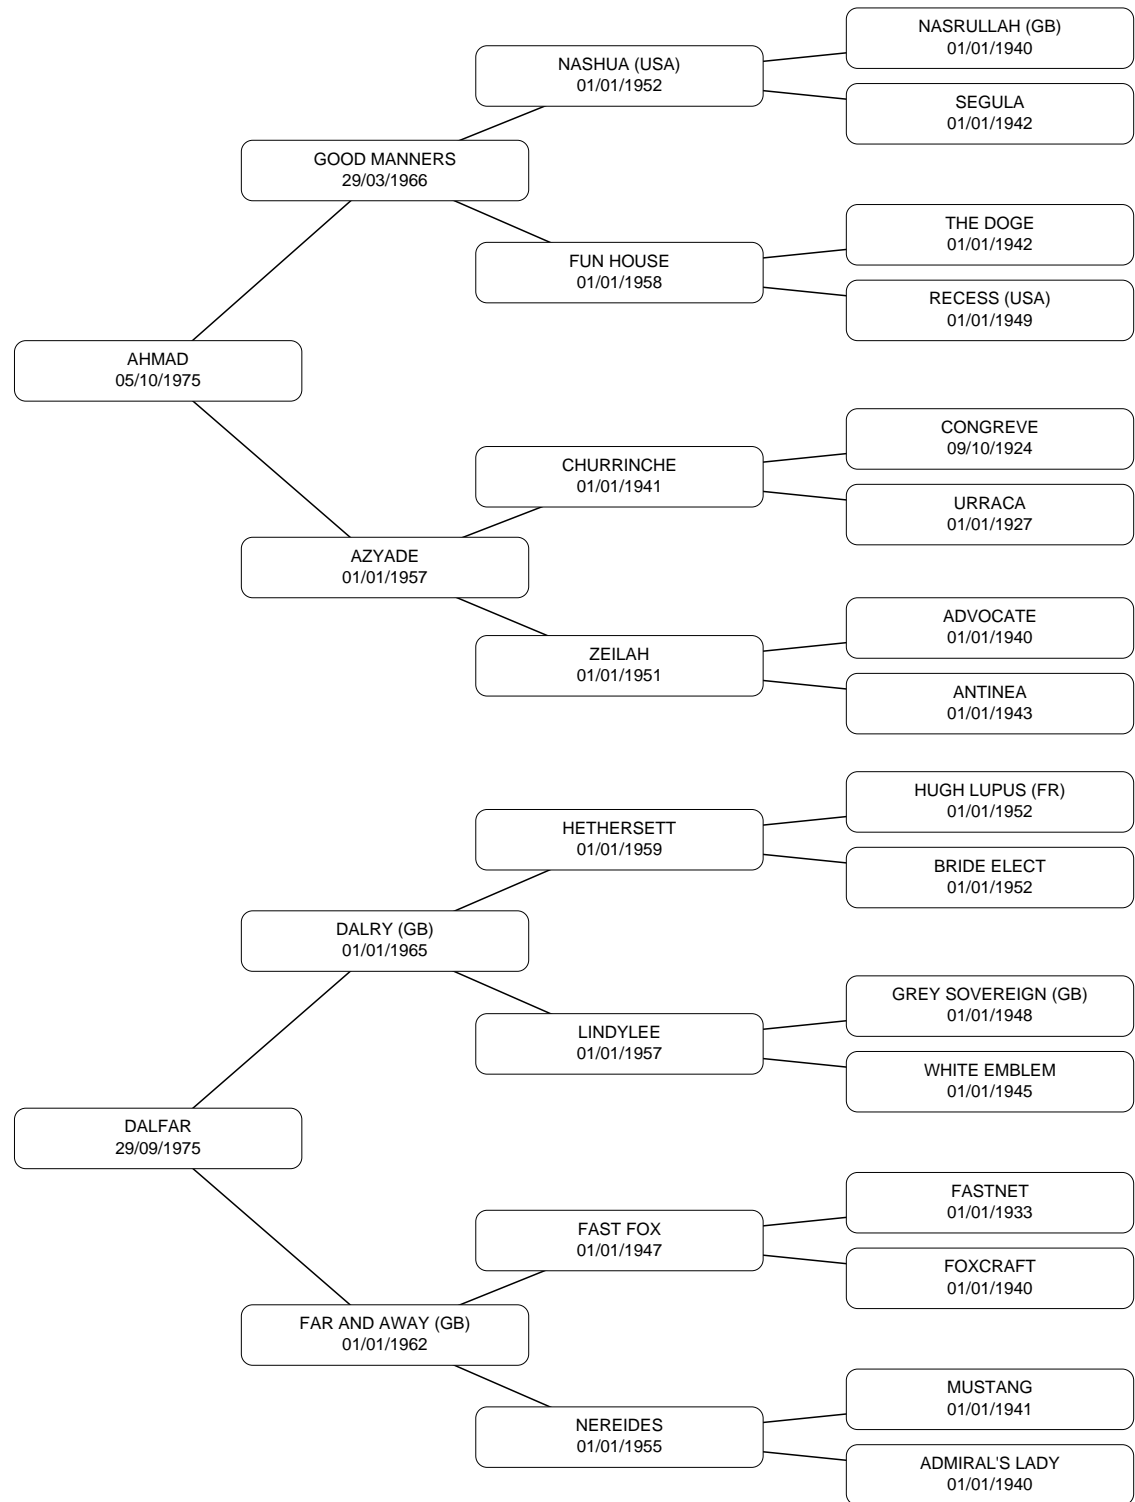 NASRULLAH (GB)
01/01/1940
NASHUA (USA)
01/01/1952
SEGULA
01/01/1942
GOOD MANNERS
29/03/1966
THE DOGE
01/01/1942
FUN HOUSE
01/01/1958
RECESS (USA)
01/01/1949
AHMAD
05/10/1975
CONGREVE
09/10/1924
CHURRINCHE
01/01/1941
URRACA
01/01/1927
AZYADE
01/01/1957
ADVOCATE
01/01/1940
ZEILAH
01/01/1951
ANTINEA
01/01/1943
HUGH LUPUS (FR)
01/01/1952
HETHERSETT
01/01/1959
BRIDE ELECT
01/01/1952
DALRY (GB)
01/01/1965
GREY SOVEREIGN (GB)
01/01/1948
LINDYLEE
01/01/1957
WHITE EMBLEM
01/01/1945
DALFAR
29/09/1975
FASTNET
01/01/1933
FAST FOX
01/01/1947
FOXCRAFT
01/01/1940
FAR AND AWAY (GB)
01/01/1962
MUSTANG
01/01/1941
NEREIDES
01/01/1955
ADMIRAL'S LADY
01/01/1940